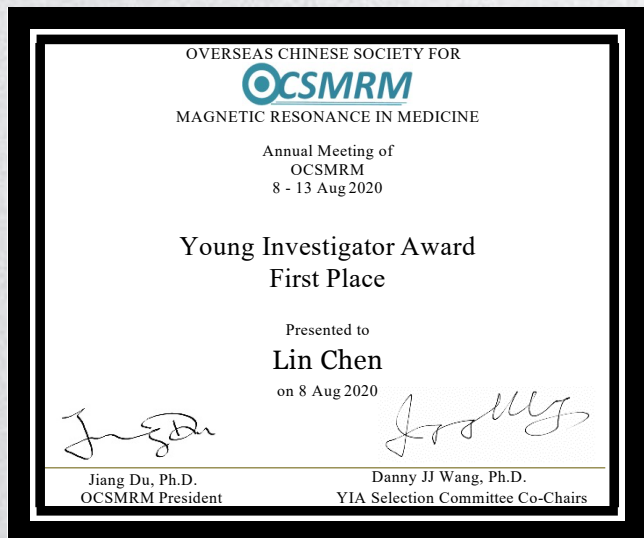 OVERSEAS CHINESE SOCIETY FOR
OCSMRM
MAGNETIC RESONANCE IN MEDICINE
Annual Meeting of
OCSMRM
8 - 13 Aug 2020
Young Investigator Award
First Place
Presented to
Lin Chen
on 8 Aug 2020
Jiang Du, Ph.D.
OCSMRM President
Danny JJ Wang, Ph.D.
YIA Selection Committee Co-Chairs